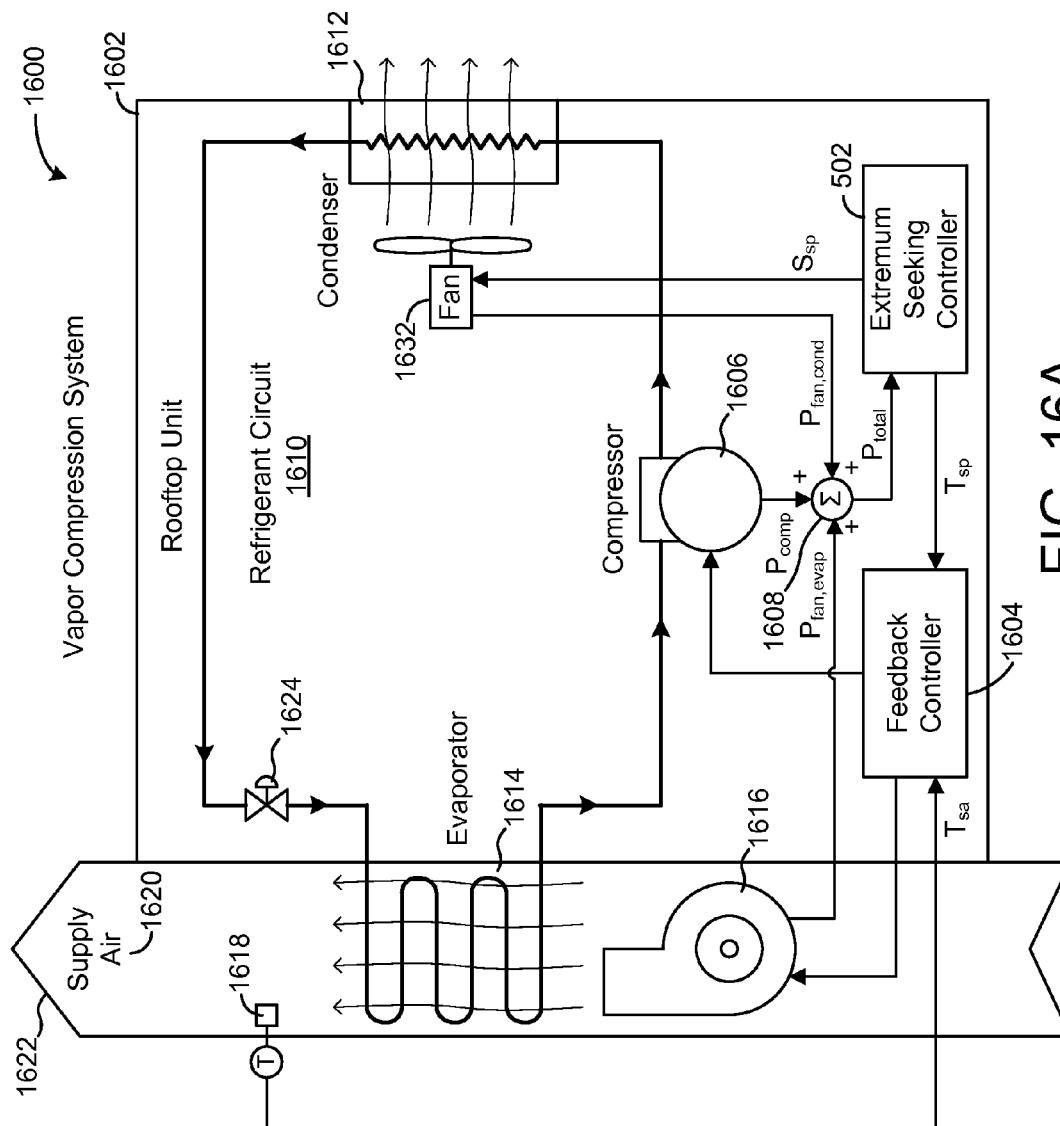 Vapor Compression System
1600
1602
Rooftop Unit
Refrigerant Circuit
1610
1612
Condenser
Fan
1632
1624
Evaporator
1614
1622
Supply
Air
1620
1618
T
1616
Compressor
1606
Pcomp
Pfan,evap
Pfan,cond
1608
Σ
+
+
+
Ptotal
Ssp
502
Extremum
Seeking
Controller
Tsp
Feedback
Controller
1604
Tsa
FIG. 16A